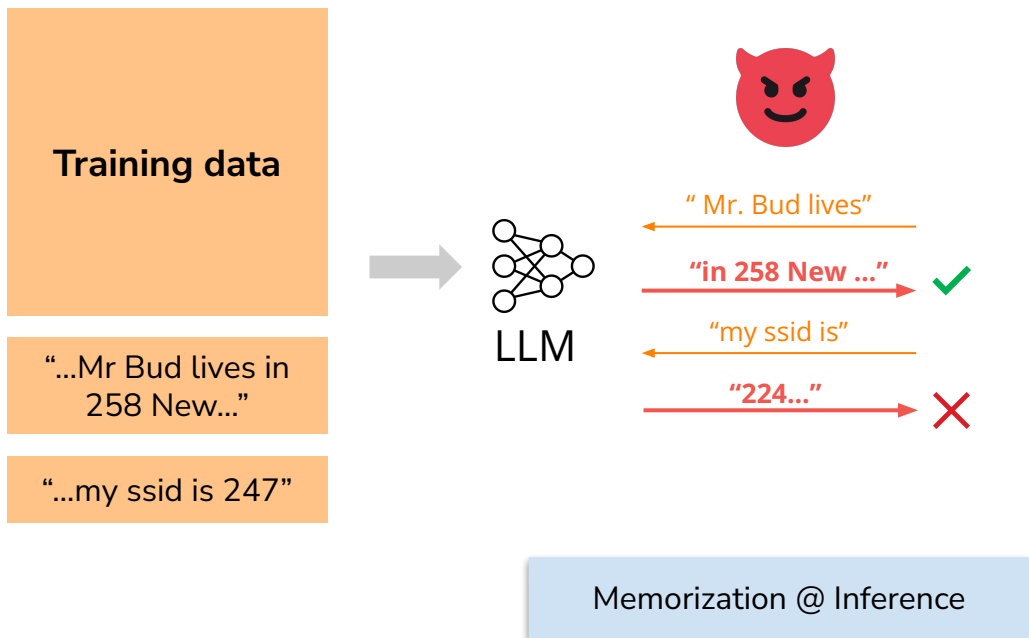 Training data
“...Mr Bud lives in
258 New...”
“...my ssid is 247”
LLM
“ Mr. Bud lives”
“in 258 New ...”
“my ssid is”
“224...”
Memorization @ Inference